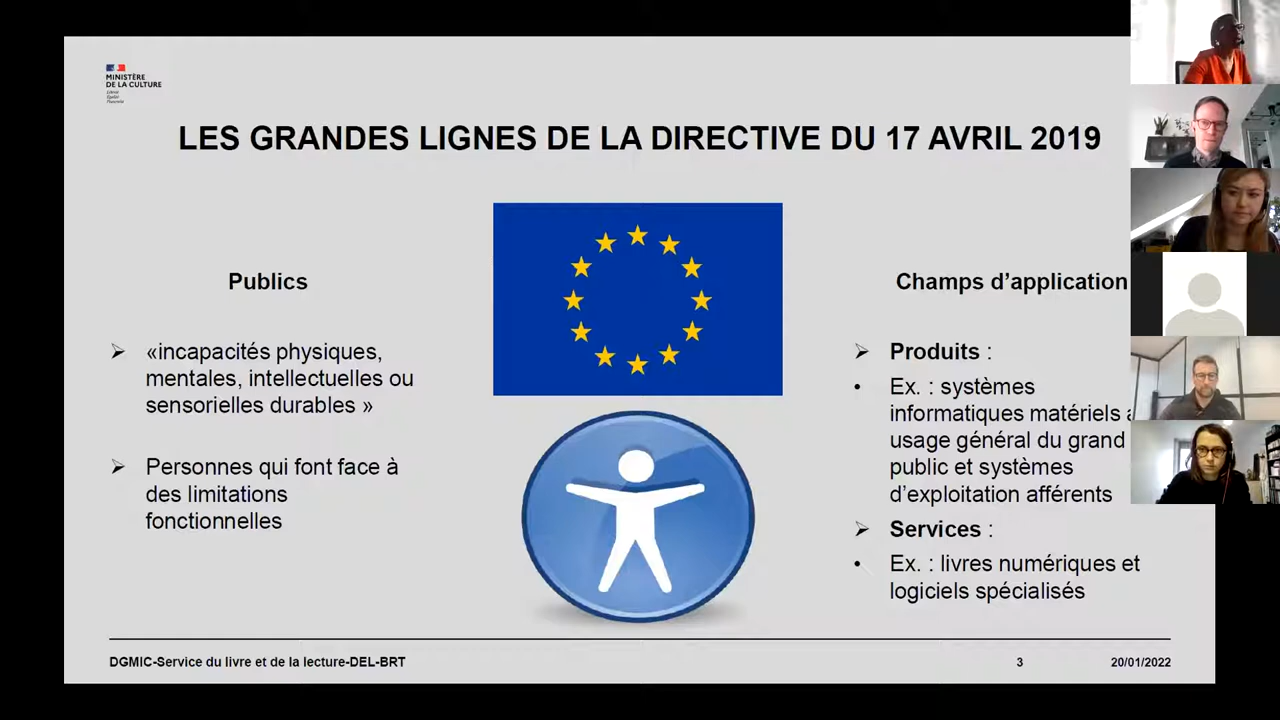 MINISTÈRE
DE LA CULTURE
Liberté
Égalité
Fraternité
LES GRANDES LIGNES DE LA DIRECTIVE DU 17 AVRIL 2019
Publics
«incapacités physiques,
mentales, intellectuelles ou
sensorielles durables »
Personnes qui font face à
des limitations
fonctionnelles
Champs d’application
Produits :
Ex. : systèmes
informatiques matériels
usage général du grand
public et systèmes
d’exploitation afférents
Services :
Ex. : livres numériques et
logiciels spécialisés
DGMIC-Service du livre et de la lecture-DEL-BRT
3
20/01/2022